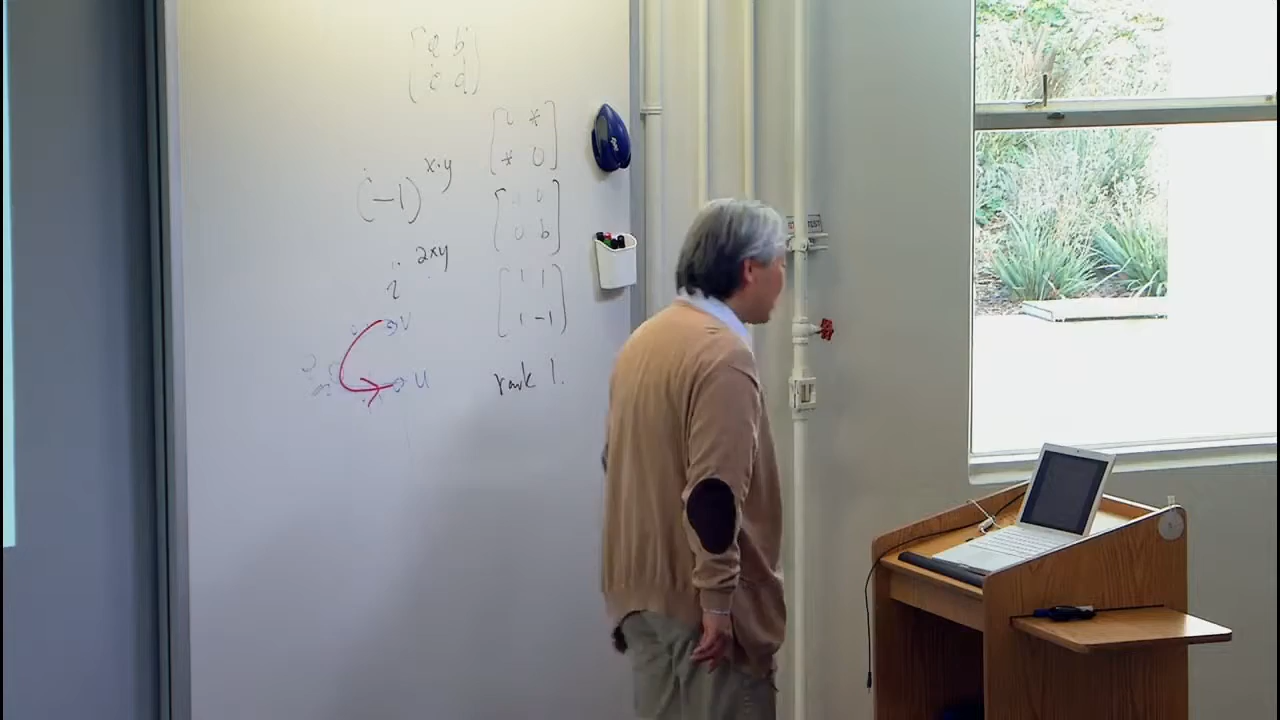 [a b
c d]
[~ *
* 0]
(-1)^x·y
[0 0
0 b]
i^2xy
[1 1
1 -1]
V
U
rank 1.